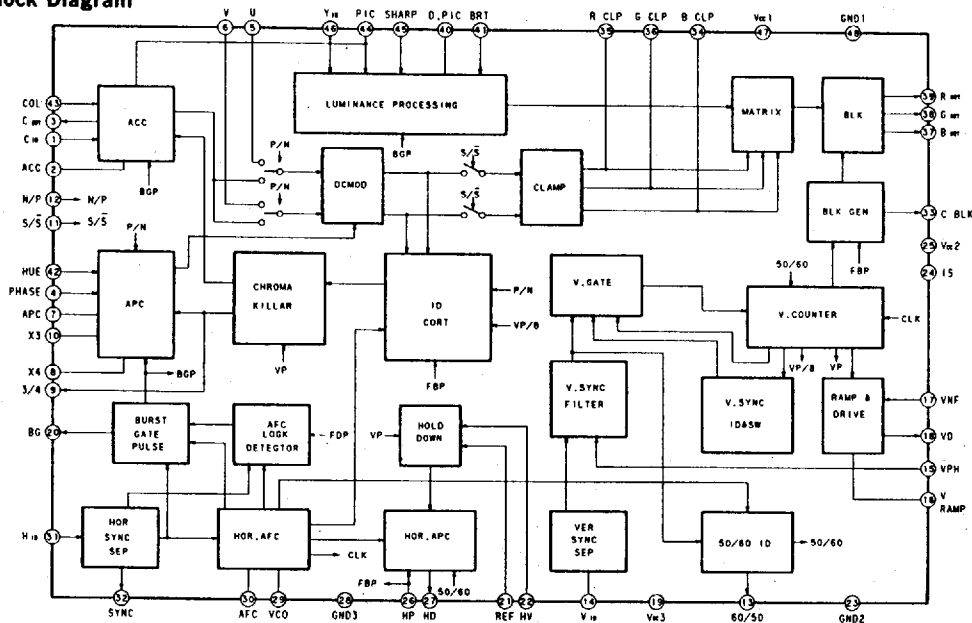 ock Diagram
V U Y IN PIC SHARP D.PIC BRT R CLP G CLP B CLP Vcc1 GND1
6 5 46 44 45 40 41 35 36 34 47 48
COL 43
C OUT 3
C IN 1
ACC 2
N/P 12 N/P
S/S̅ 11 S/S̅
HUE 42
PHASE 4
APC 7
X3 10
X4 8
3/4 9
BG 20
H IN 31
ACC
BGP
LUMINANCE PROCESSING
BGP
P/N
P/N
DCMOD
S/S̅
S/S̅
CLAMP
MATRIX
BLK
39 R OUT
38 G OUT
37 B OUT
BLK GEN
33 C BLK
25 Vcc2
24 IS
FBP
P/N
APC
CHROMA
KILLAR
VP
ID
CORT
P/N
VP/8
FBP
V.GATE
50/60
V.COUNTER
CLK
VP/8 VP
BGP
BURST
GATE
PULSE
AFC
LOCK
DETEGTOR
FDP
VP
HOLD
DOWN
V.SYNC
FILTER
V.SYNC
ID&SW
RAMP &
DRIVE
17 VNF
18 VD
15 VPH
16 V
RAMP
HOR
SYNC
SEP
HOR.AFC
CLK
HOR.APC
FBP
50/60
VER
SYNC
SEP
50/60 ID
50/60
32 30 29 28 26 27 21 22 14 19 13 23
SYNC AFC VCO GND3 HP HD REF HV V IN Vcc3 60/50 GND2